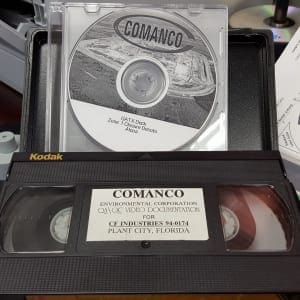 COMANCO
Kodak
COMANCO
ENVIRONMENTAL CORPORATION
QA/QC VIDEO DOCUMENTATION
FOR
CF INDUSTRIES 94-0174
PLANT CITY, FLORIDA